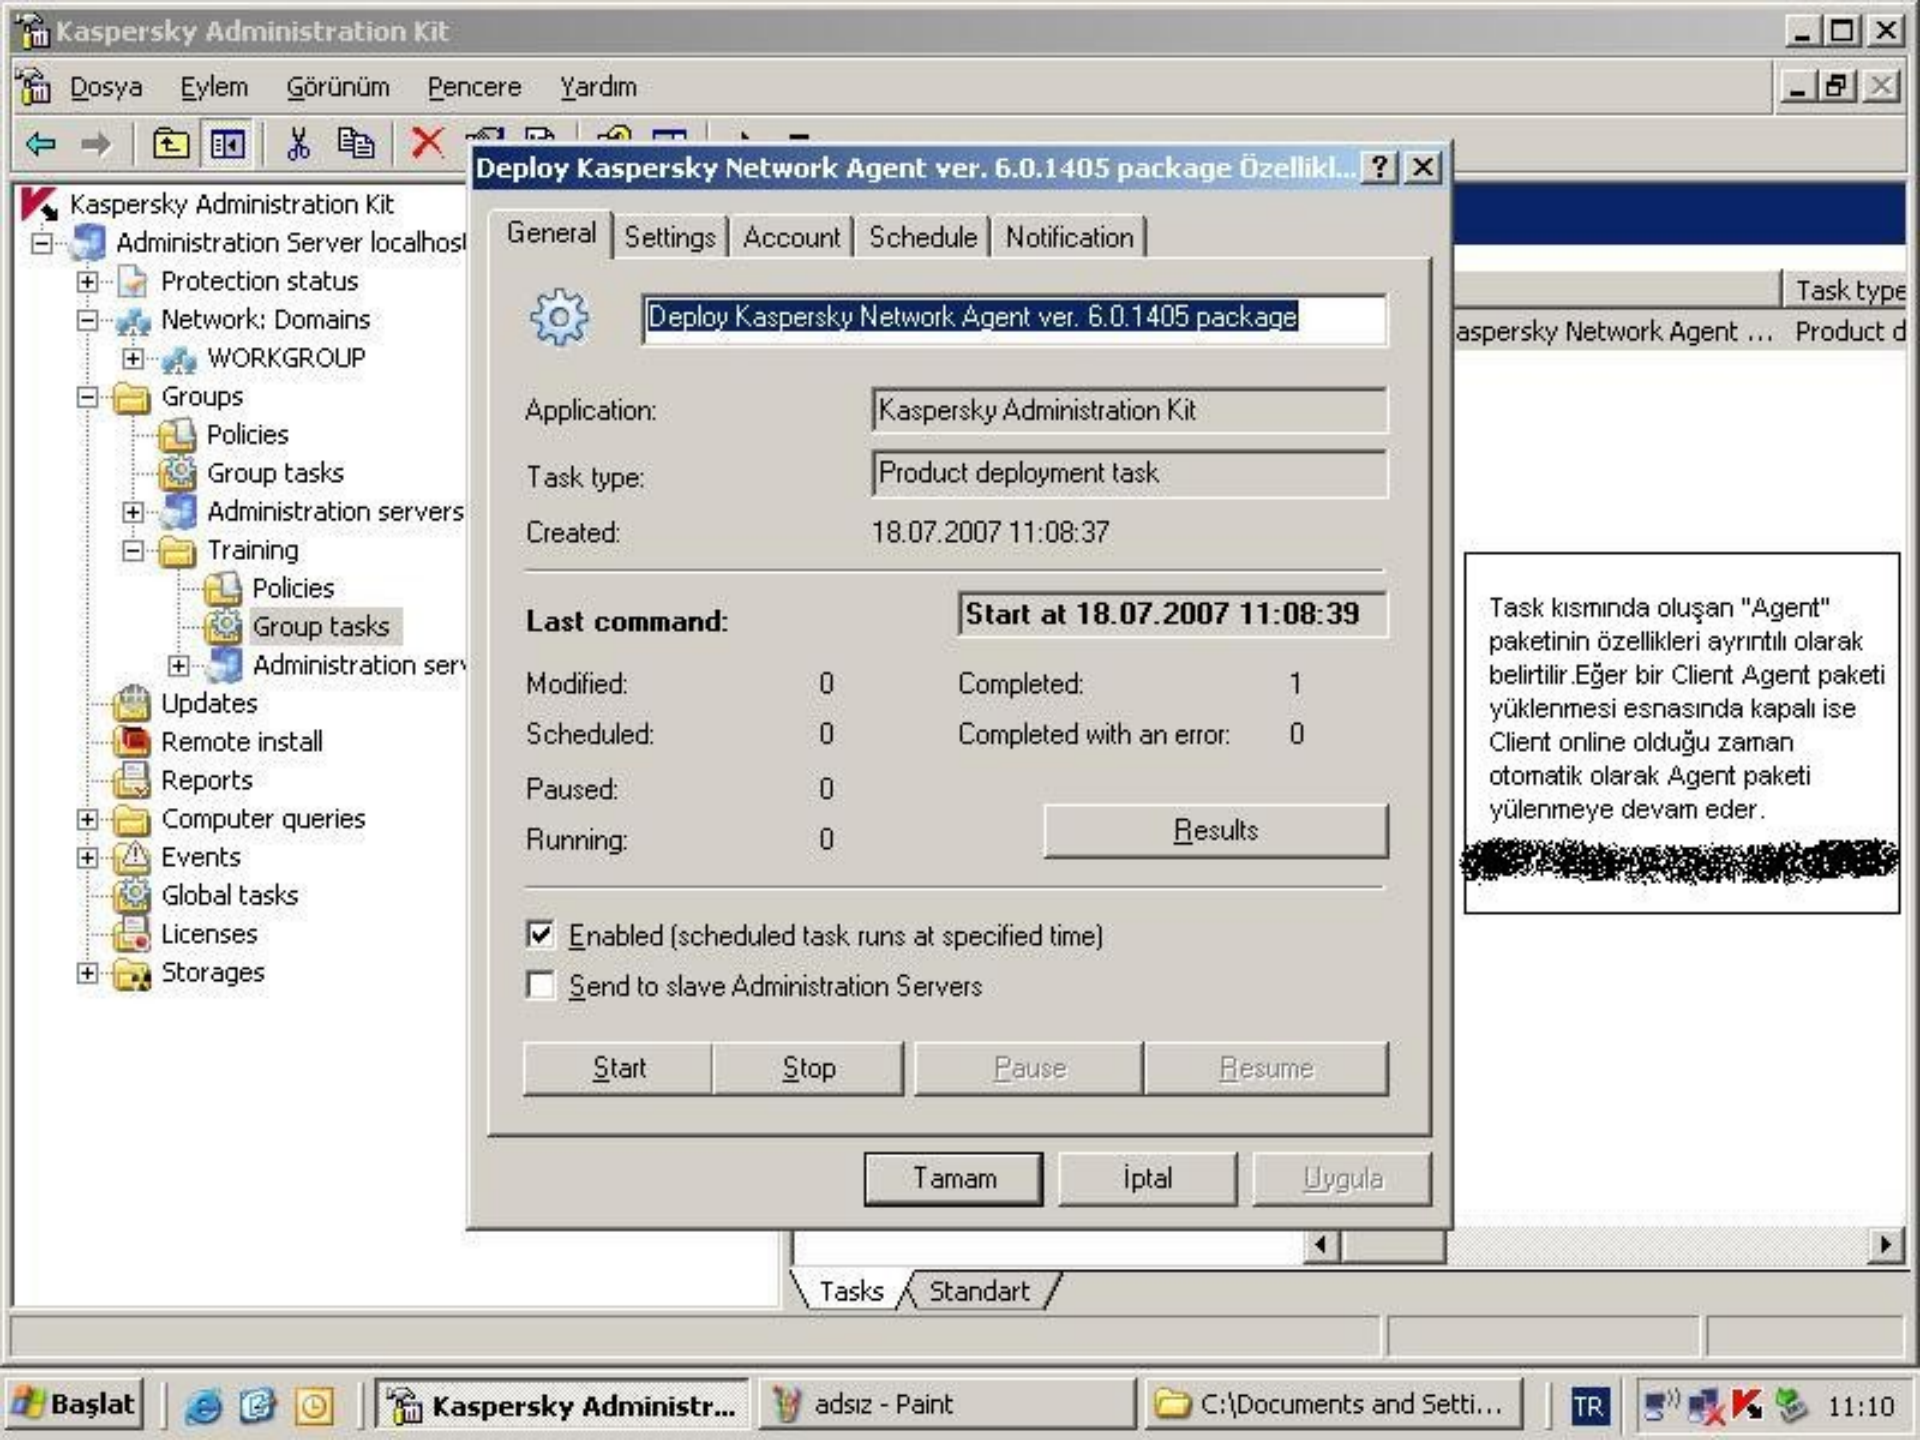 Kaspersky Administration Kit
Dosya Eylem Görünüm Pencere Yardım
Kaspersky Administration Kit
Administration Server localhost
Protection status
Network: Domains
WORKGROUP
Groups
Policies
Group tasks
Administration servers
Training
Policies
Group tasks
Administration serv
Updates
Remote install
Reports
Computer queries
Events
Global tasks
Licenses
Storages
Deploy Kaspersky Network Agent ver. 6.0.1405 package Özellikl...
General Settings Account Schedule Notification
Deploy Kaspersky Network Agent ver. 6.0.1405 package
Application: Kaspersky Administration Kit
Task type: Product deployment task
Created: 18.07.2007 11:08:37
Last command: Start at 18.07.2007 11:08:39
Modified: 0 Completed: 1
Scheduled: 0 Completed with an error: 0
Paused: 0
Results
Running: 0
Enabled (scheduled task runs at specified time)
Send to slave Administration Servers
Start Stop Pause Resume
Tamam İptal Uygula
Task type
aspersky Network Agent ... Product d
Task kısmında oluşan "Agent"
paketinin özellikleri ayrıntılı olarak
belirtilir.Eğer bir Client Agent paketi
yüklenmesi esnasında kapalı ise
Client online olduğu zaman
otomatik olarak Agent paketi
yülenmeye devam eder.
Tasks Standart
Başlat Kaspersky Administr... adsız - Paint C:\Documents and Setti... TR 11:10